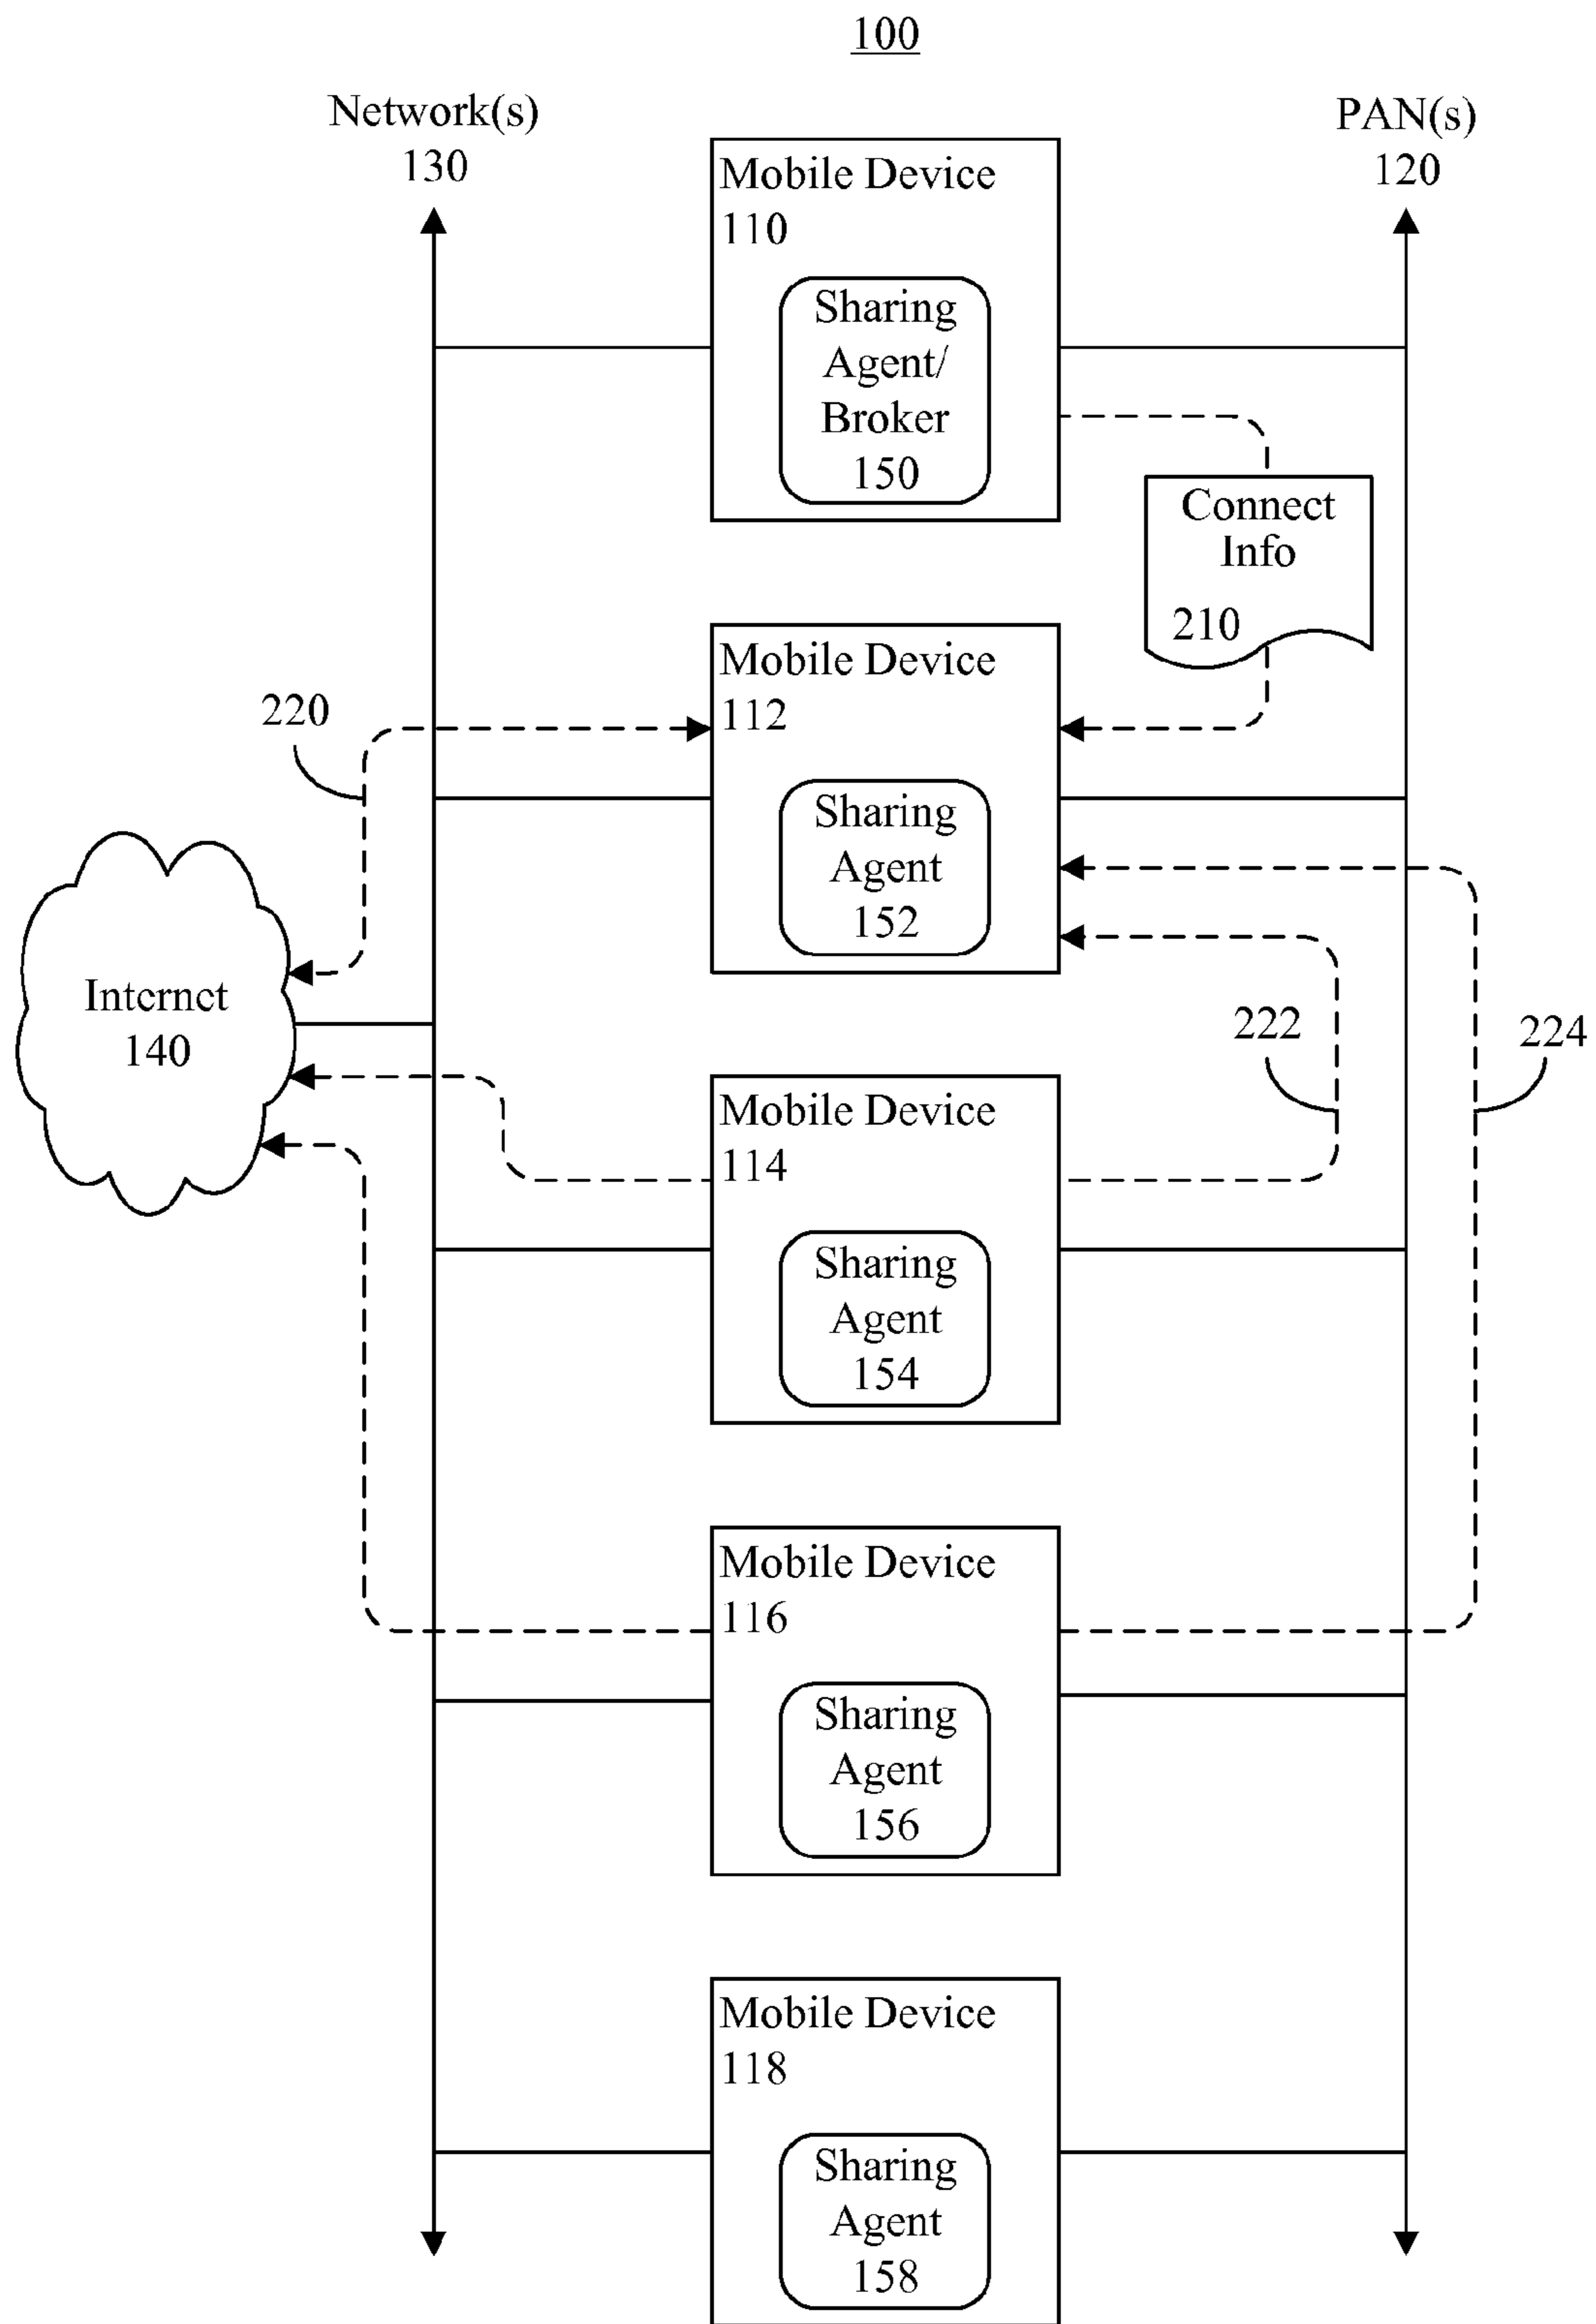 100
Network(s)
130
PAN(s)
120
Mobile Device
110
Sharing
Agent/
Broker
150
Connect
Info
210
Mobile Device
112
220
Sharing
Agent
152
Internet
140
222
224
Mobile Device
114
Sharing
Agent
154
Mobile Device
116
Sharing
Agent
156
Mobile Device
118
Sharing
Agent
158